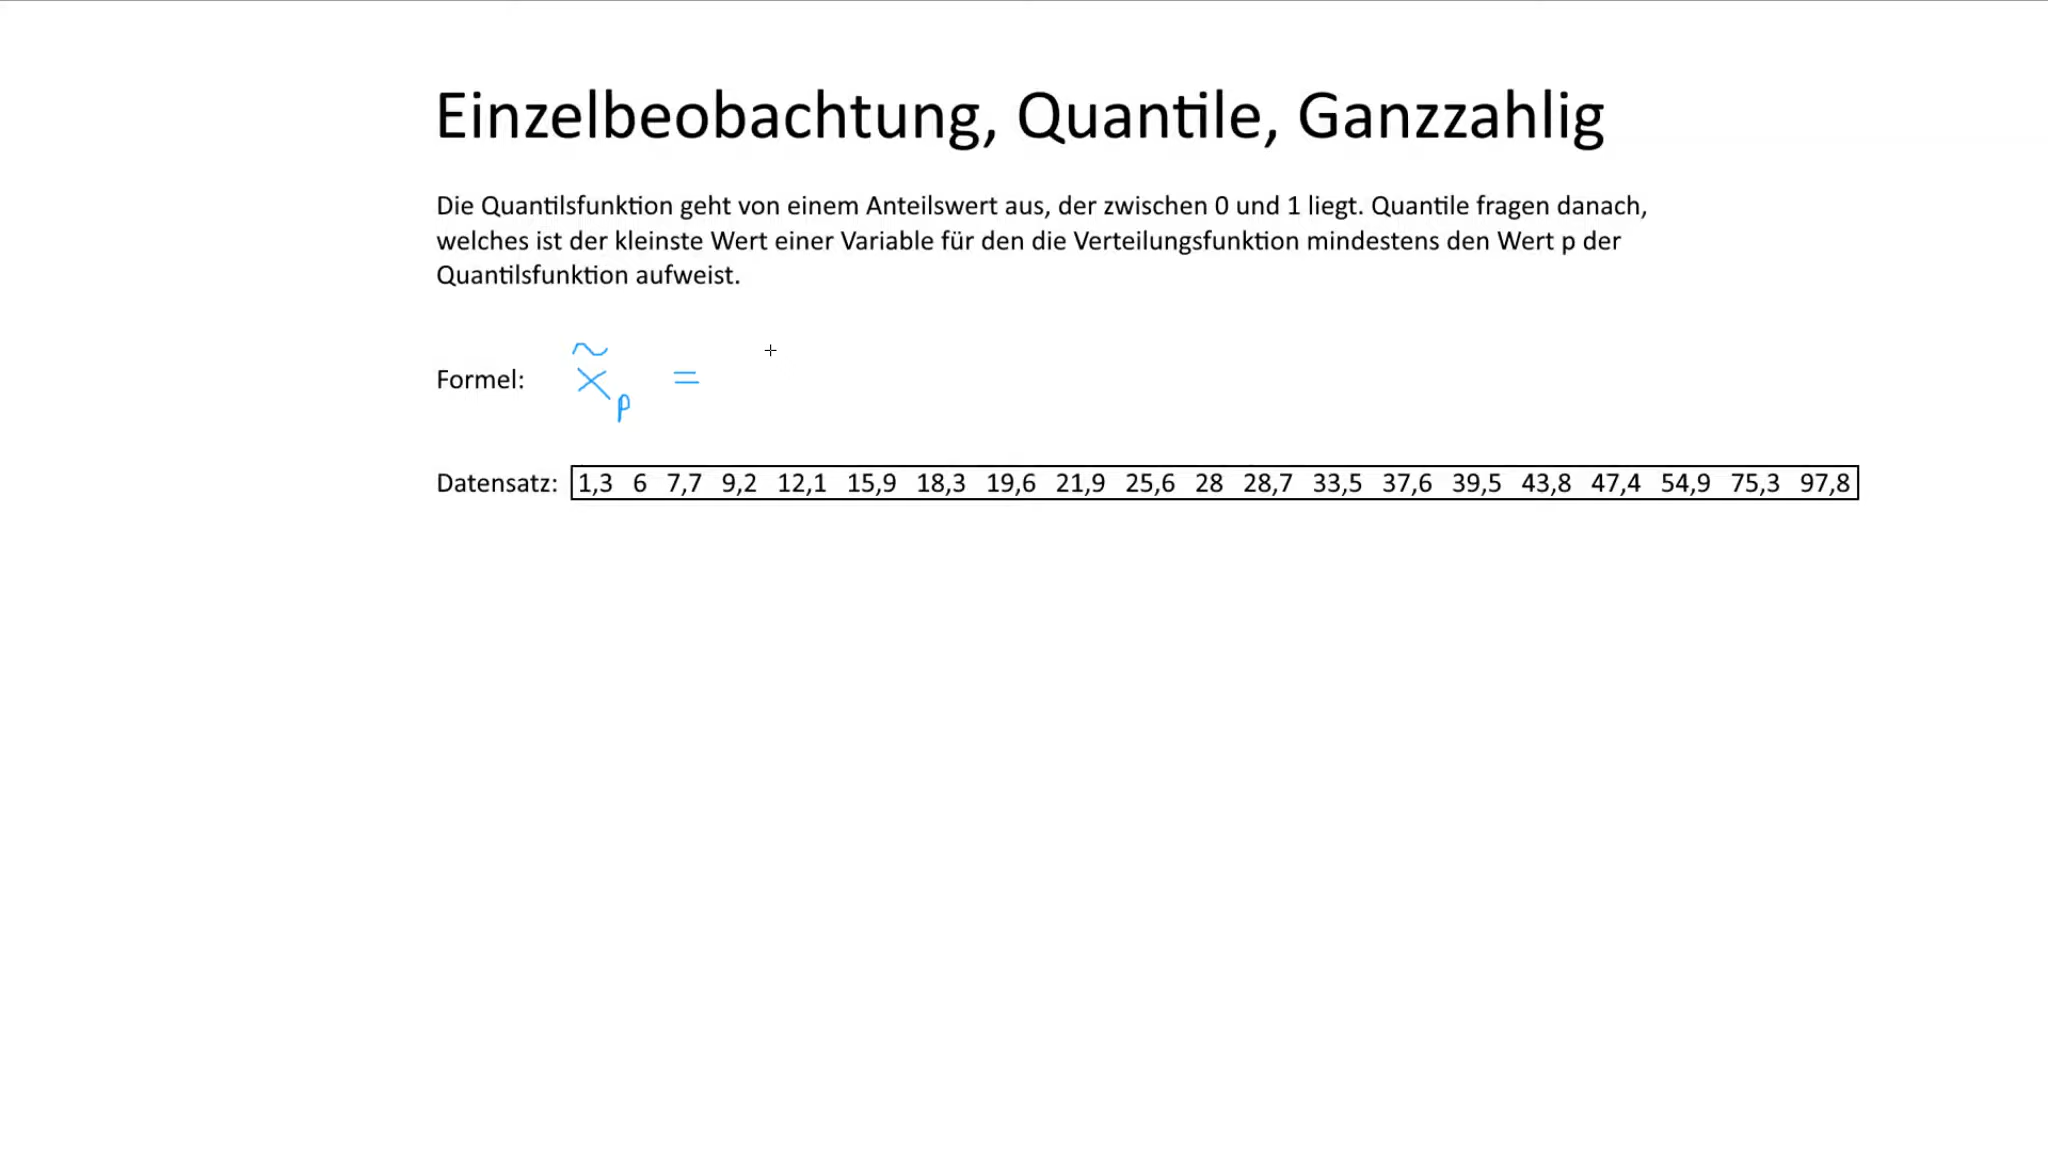 Einzelbeobachtung, Quantile, Ganzzahlig
Die Quantilsfunktion geht von einem Anteilswert aus, der zwischen 0 und 1 liegt. Quantile fragen danach,
welches ist der kleinste Wert einer Variable für den die Verteilungsfunktion mindestens den Wert p der
Quantilsfunktion aufweist.
Formel: x̃ₚ =
Datensatz: 1,3 6 7,7 9,2 12,1 15,9 18,3 19,6 21,9 25,6 28 28,7 33,5 37,6 39,5 43,8 47,4 54,9 75,3 97,8